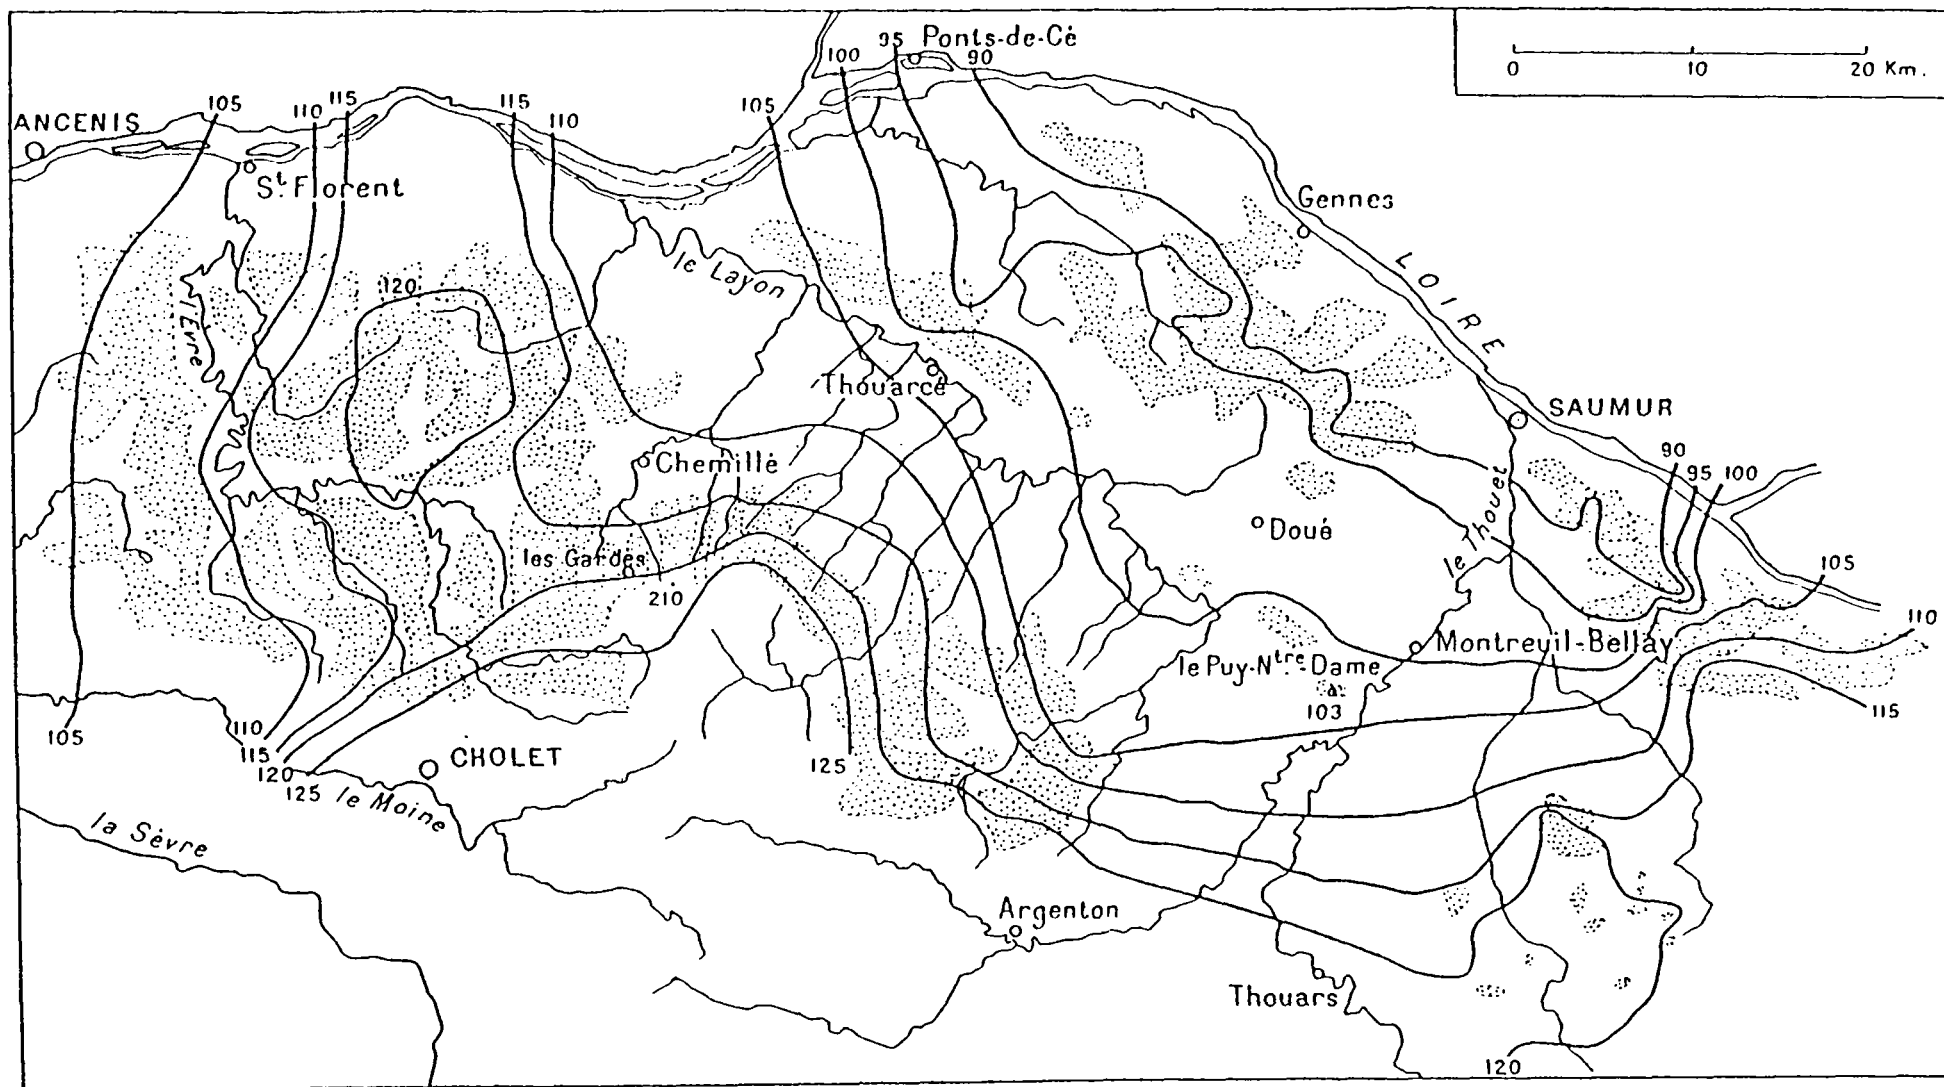 95
Ponts-de-Cé
100
90
0
10
20 Km.
105
110
115
115
110
105
ANCENIS
St. Florent
Gennes
LOIRE
le Layon
120
l'Evre
Thouarcé
SAUMUR
Chemillé
90
95
100
le Thouet
Doué
les Gardes
210
105
110
Montreuil-Bellay
le Puy-Ntre-Dame
103
115
105
110
115
120
125
CHOLET
125
le Moine
la Sèvre
Argenton
Thouars
120